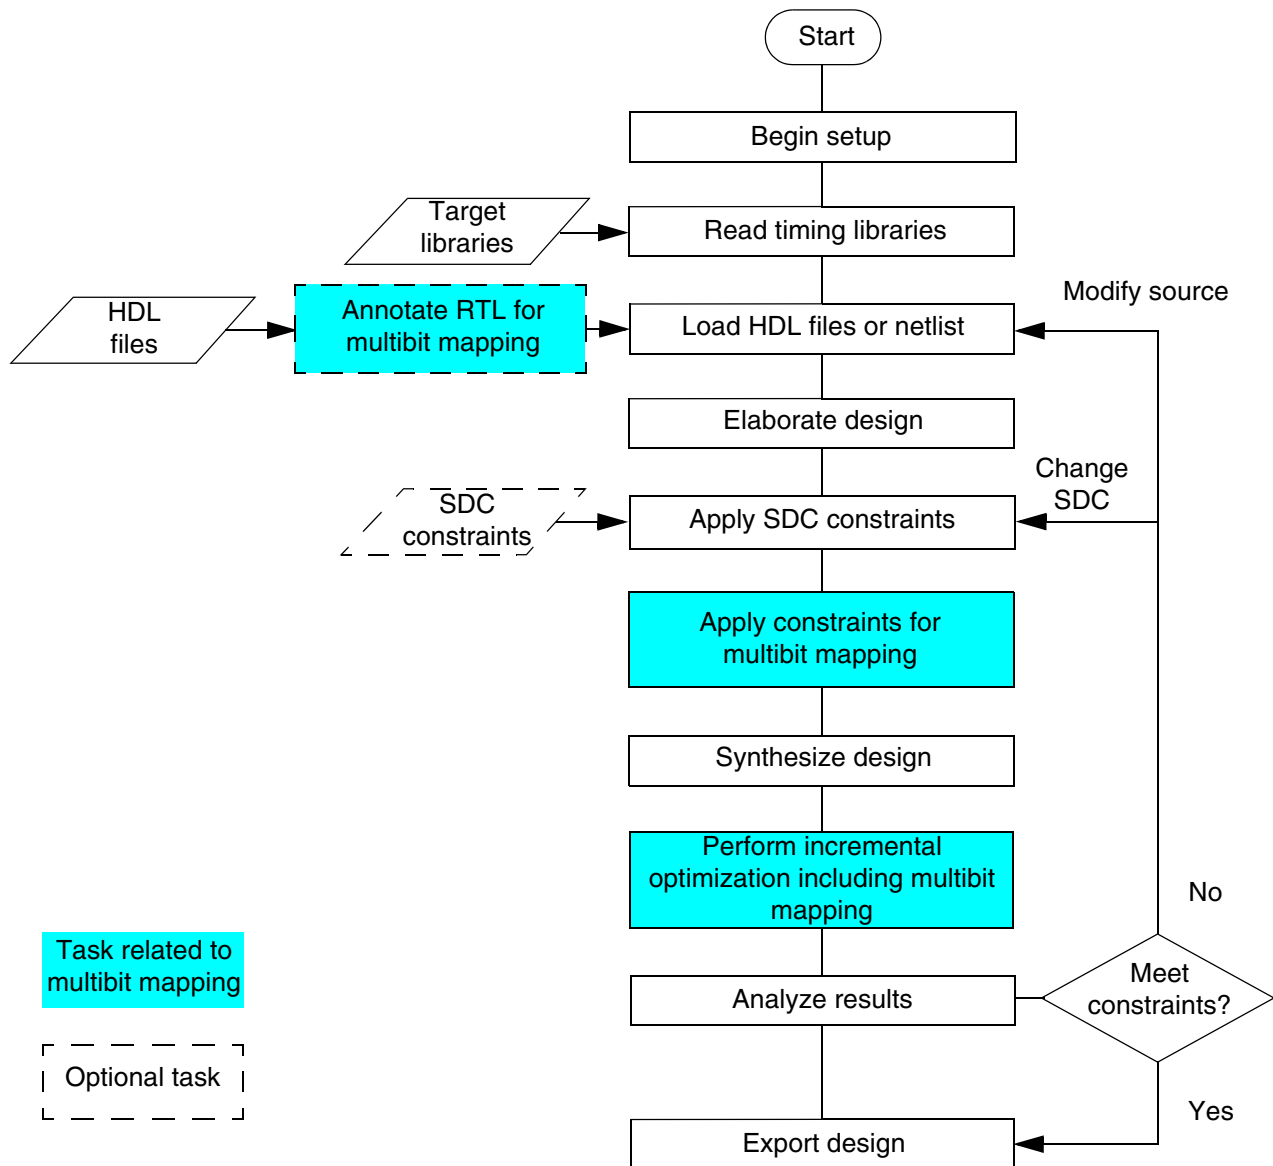 Start
Begin setup
Target
libraries
Read timing libraries
HDL
files
Annotate RTL for
multibit mapping
Load HDL files or netlist
Modify source
Elaborate design
SDC
constraints
Apply SDC constraints
Change
SDC
Apply constraints for
multibit mapping
Synthesize design
Perform incremental
optimization including multibit
mapping
No
Task related to
multibit mapping
Analyze results
Meet
constraints?
Optional task
Yes
Export design